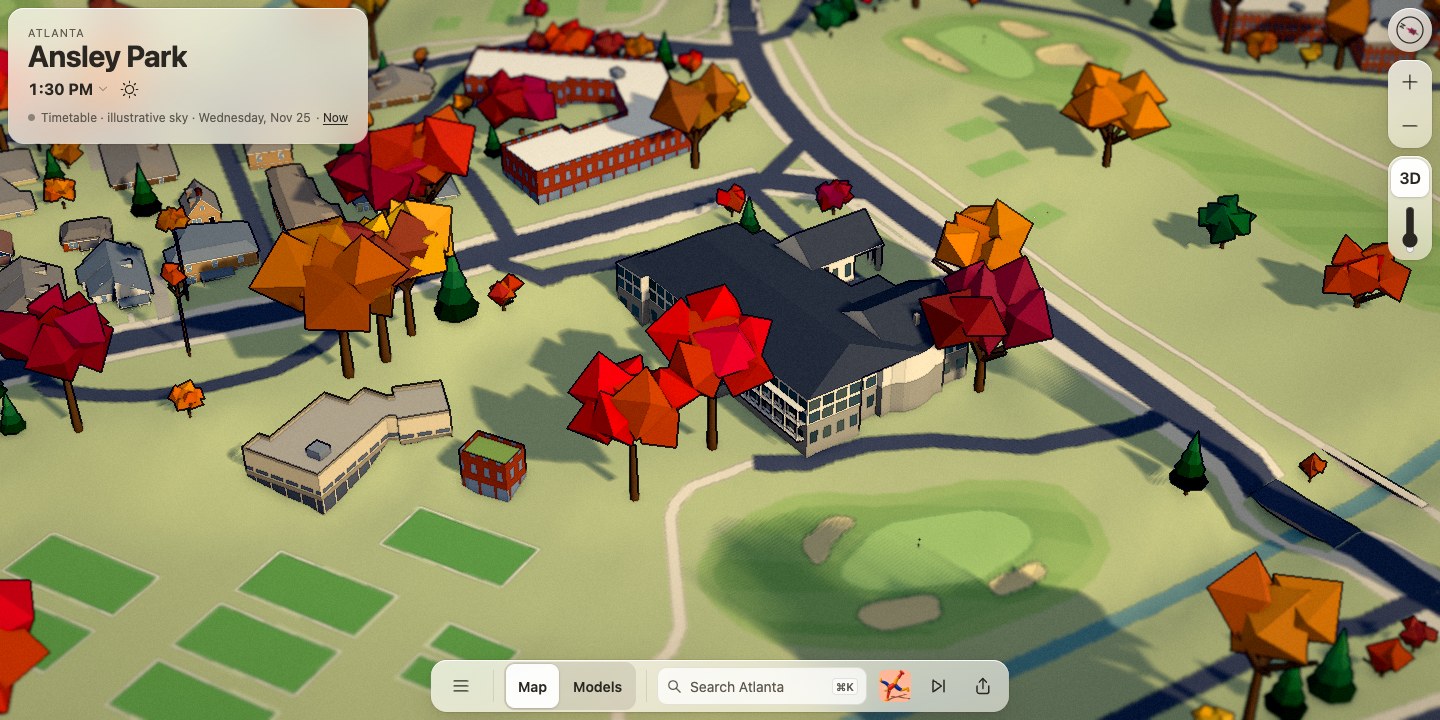 ATLANTA
Ansley Park
1:30 PM
Timetable · illustrative sky · Wednesday, Nov 25 · Now
3D
Map Models Search Atlanta ⌘K